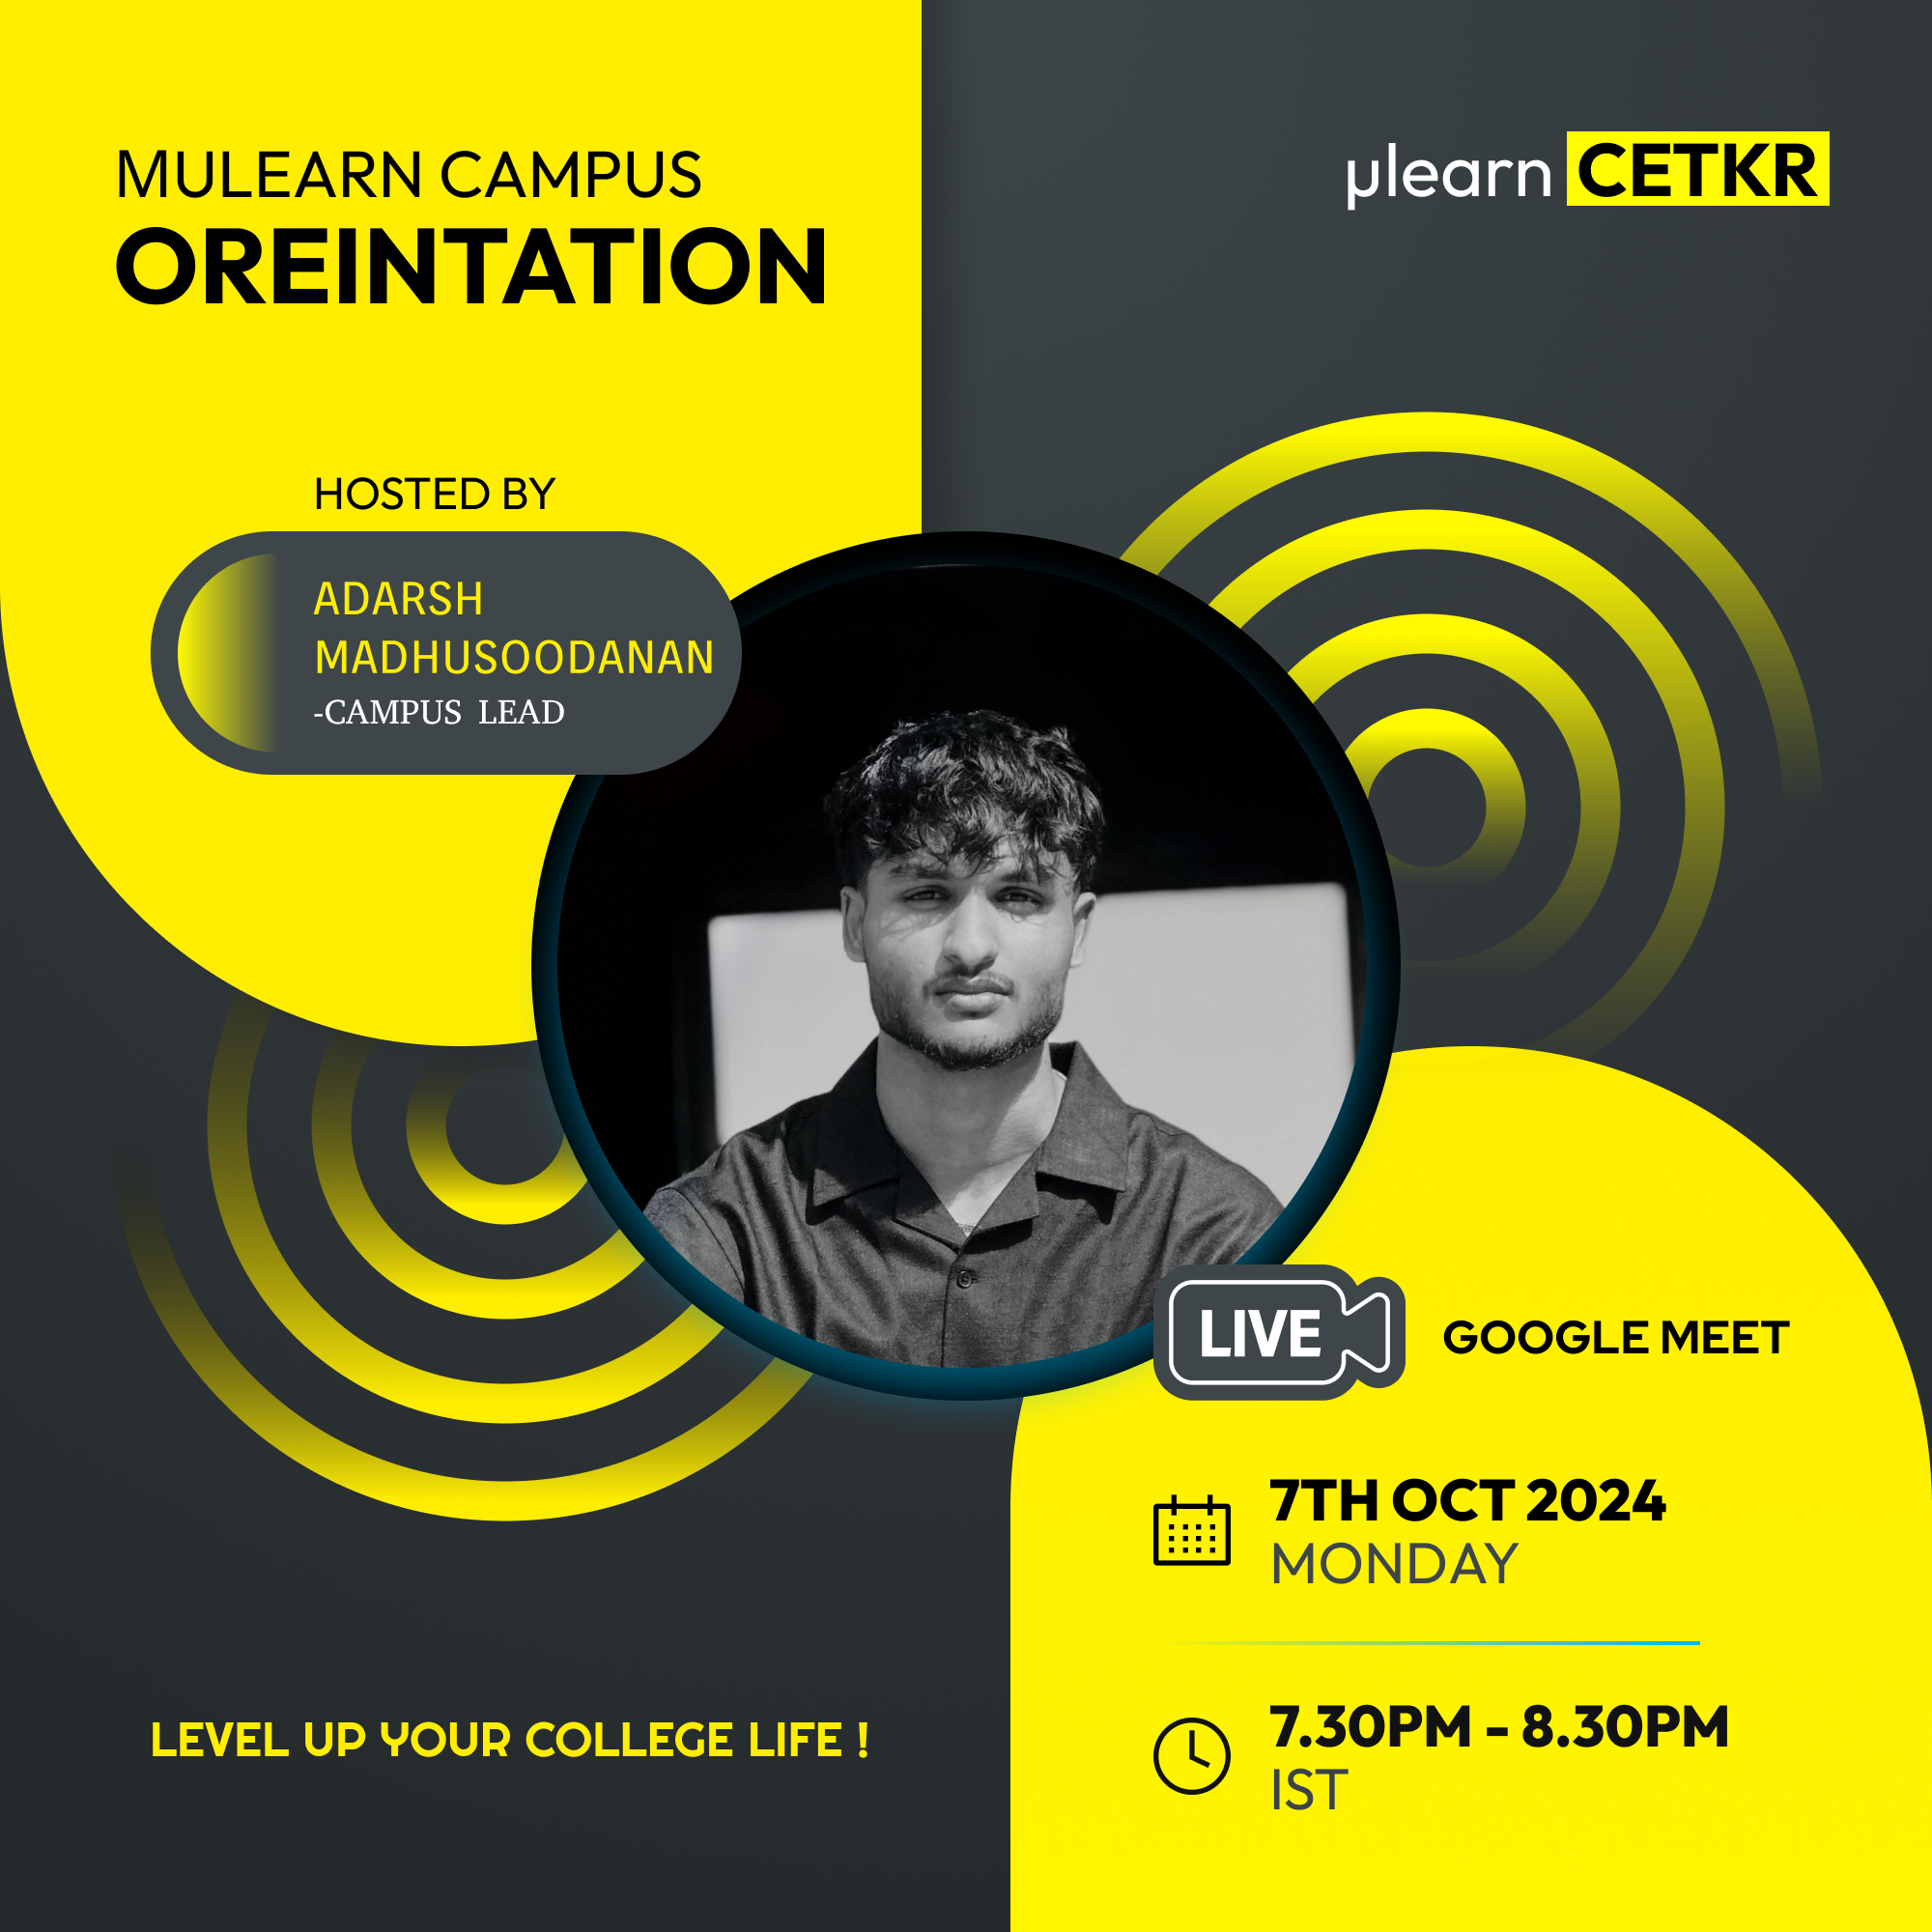 MULEARN CAMPUS
OREINTATION
µlearn CETKR
HOSTED BY
ADARSH
MADHUSOODANAN
-CAMPUS LEAD
LIVE
GOOGLE MEET
7TH OCT 2024
MONDAY
7.30PM - 8.30PM
IST
LEVEL UP YOUR COLLEGE LIFE !